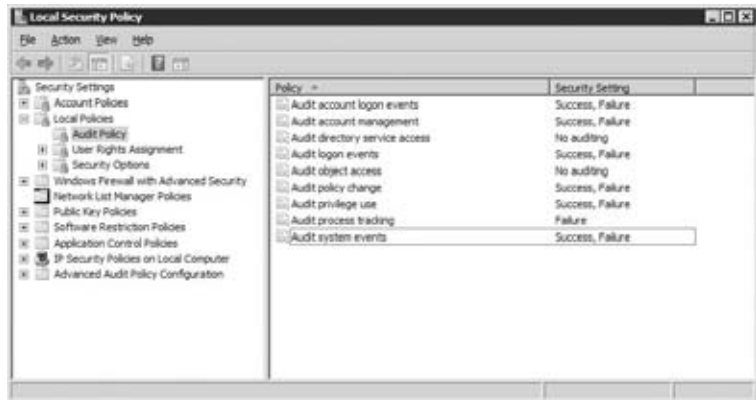 Local Security Policy
File Action View Help
Security Settings
Account Policies
Local Policies
Audit Policy
User Rights Assignment
Security Options
Windows Firewall with Advanced Security
Network List Manager Policies
Public Key Policies
Software Restriction Policies
Application Control Policies
IP Security Policies on Local Computer
Advanced Audit Policy Configuration
Policy Security Setting
Audit account logon events Success, Failure
Audit account management Success, Failure
Audit directory service access No auditing
Audit logon events Success, Failure
Audit object access No auditing
Audit policy change Success, Failure
Audit privilege use Success, Failure
Audit process tracking Failure
Audit system events Success, Failure